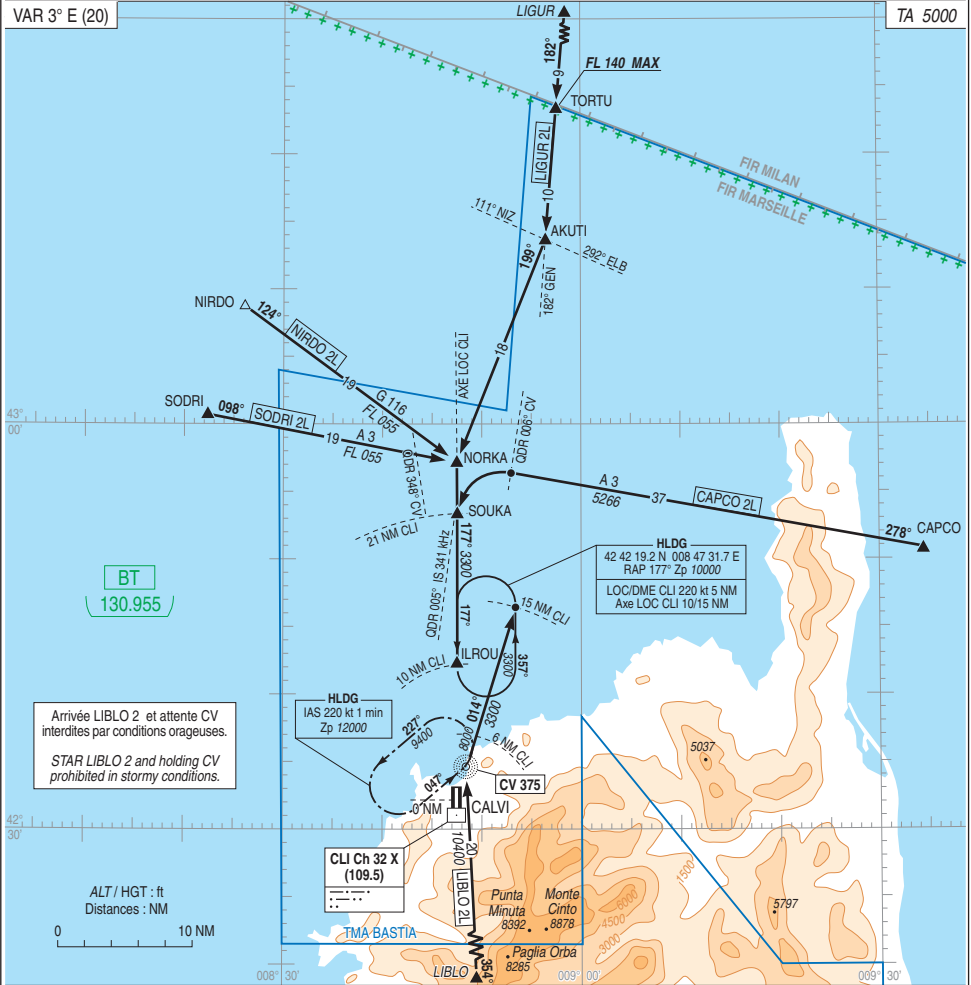 VAR 3° E (20)
TA 5000
LIGUR
182°
9
FL 140 MAX
TORTU
LIGUR 2L
10
FIR MILAN
FIR MARSEILLE
111° NIZ
AKUTI
292° ELB
199°
182° GEN
18
NIRDO
124°
NIRDO 2L
19
G 116
FL 055
AXE LOC CLI
SODRI
098°
SODRI 2L
19
A 3
FL 055
43°
00'
QDR 006° CV
NORKA
QDR 348° CV
A 3
5266
37
CAPCO 2L
278°
CAPCO
SOUKA
21 NM CLI
177°
3300
QDR 005° IS 341 kHz
HLDG
42 42 19.2 N 008 47 31.7 E
RAP 177° Zp 10000
LOC/DME CLI 220 kt 5 NM
Axe LOC CLI 10/15 NM
BT
130.955
177°
15 NM CLI
ILROU
10 NM CLI
357°
3300
014°
3300
HLDG
IAS 220 kt 1 min
Zp 12000
227°
9400
8000
6 NM CLI
047°
CV 375
0 NM
CALVI
Arrivée LIBLO 2 et attente CV
interdites par conditions orageuses.
STAR LIBLO 2 and holding CV
prohibited in stormy conditions.
5037
42°
30'
CLI Ch 32 X
(109.5)
20
10400
LIBLO 2L
1500
ALT / HGT : ft
Distances : NM
0
10 NM
Punta
Minuta
8392
Monte
Cinto
8878
6000
4500
3000
5797
TMA BASTIA
Paglia Orba
8285
LIBLO
354°
008° 30'
009° 00'
009° 30'